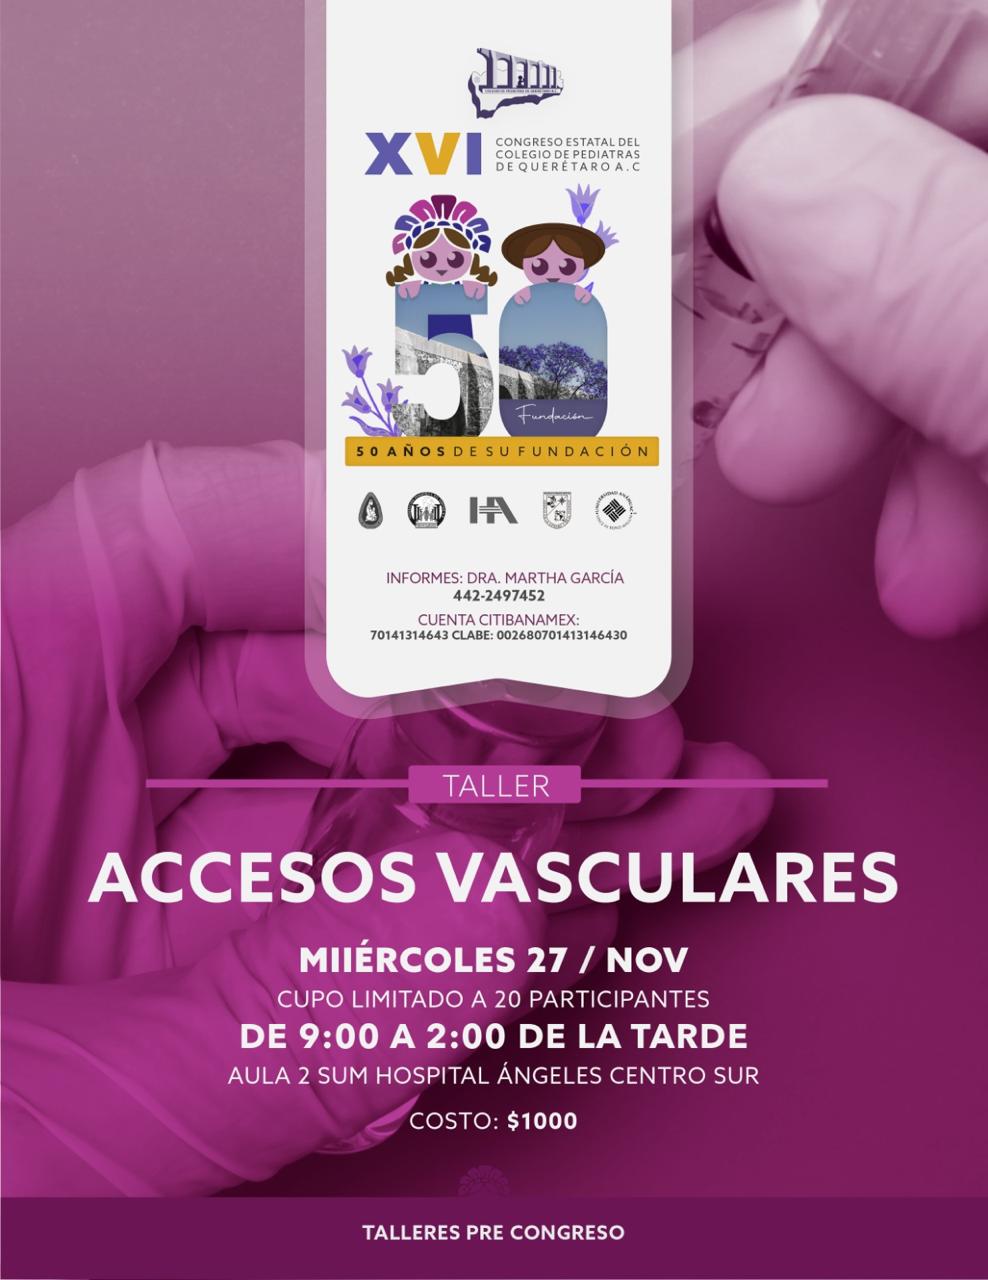 XVI
CONGRESO ESTATAL DEL
COLEGIO DE PEDIATRAS
DE QUERÉTARO A.C
50
Fundación
50 AÑOS DE SU FUNDACIÓN
INFORMES: DRA. MARTHA GARCÍA
442-2497452
CUENTA CITIBANAMEX:
70141314643 CLABE: 002680701413146430
TALLER
ACCESOS VASCULARES
MIIÉRCOLES 27 / NOV
CUPO LIMITADO A 20 PARTICIPANTES
DE 9:00 A 2:00 DE LA TARDE
AULA 2 SUM HOSPITAL ÁNGELES CENTRO SUR
COSTO: $1000
TALLERES PRE CONGRESO